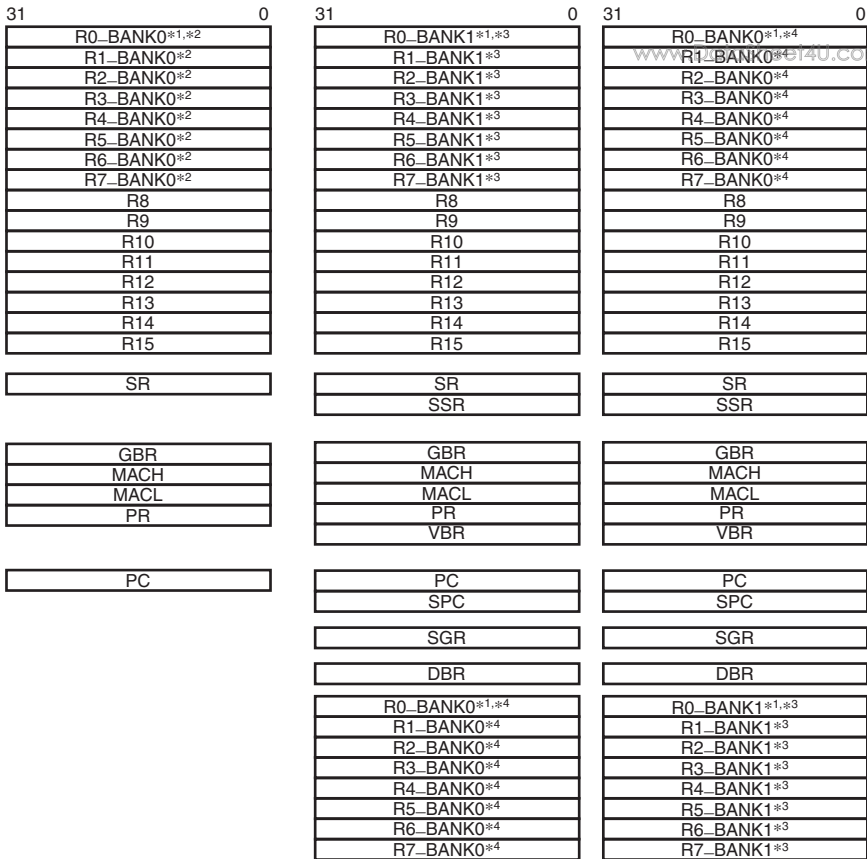 31 0 31 0 31 0
R0_BANK0*1,*2 R0_BANK1*1,*3 R0_BANK0*1,*4
www.DataSheet4U.com
R1_BANK0*2 R1_BANK1*3 R1_BANK0*4
R2_BANK0*2 R2_BANK1*3 R2_BANK0*4
R3_BANK0*2 R3_BANK1*3 R3_BANK0*4
R4_BANK0*2 R4_BANK1*3 R4_BANK0*4
R5_BANK0*2 R5_BANK1*3 R5_BANK0*4
R6_BANK0*2 R6_BANK1*3 R6_BANK0*4
R7_BANK0*2 R7_BANK1*3 R7_BANK0*4
R8 R8 R8
R9 R9 R9
R10 R10 R10
R11 R11 R11
R12 R12 R12
R13 R13 R13
R14 R14 R14
R15 R15 R15
SR SR SR
SSR SSR
GBR GBR GBR
MACH MACH MACH
MACL MACL MACL
PR PR PR
VBR VBR
PC PC PC
SPC SPC
SGR SGR
DBR DBR
R0_BANK0*1,*4 R0_BANK1*1,*3
R1_BANK0*4 R1_BANK1*3
R2_BANK0*4 R2_BANK1*3
R3_BANK0*4 R3_BANK1*3
R4_BANK0*4 R4_BANK1*3
R5_BANK0*4 R5_BANK1*3
R6_BANK0*4 R6_BANK1*3
R7_BANK0*4 R7_BANK1*3